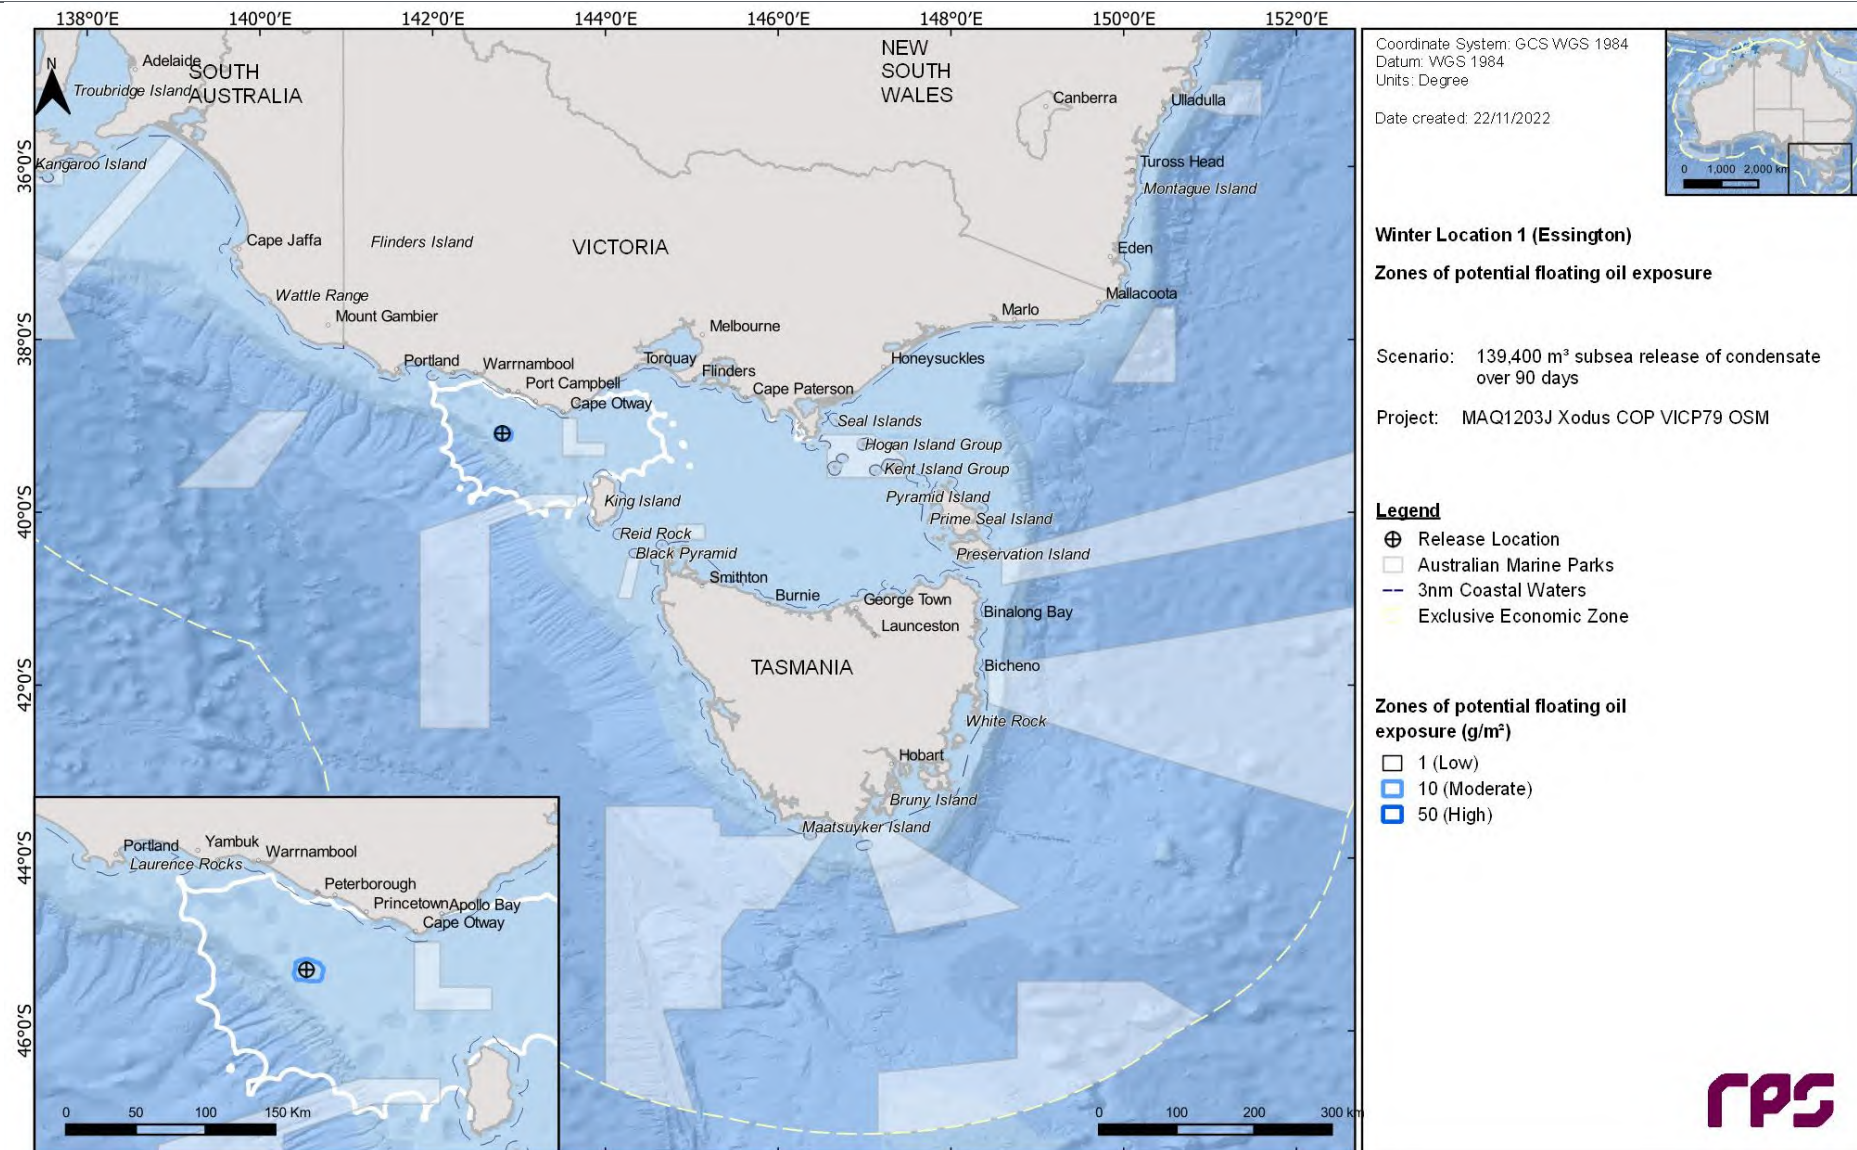 138°0'E 140°0'E 142°0'E 144°0'E 146°0'E 148°0'E 150°0'E 152°0'E
36°0'S
38°0'S
40°0'S
42°0'S
44°0'S
46°0'S
N
Adelaide
SOUTH
AUSTRALIA
Troubridge Island
Kangaroo Island
NEW
SOUTH
WALES
Canberra
Ulladulla
Tuross Head
Montague Island
Cape Jaffa
Flinders Island
VICTORIA
Eden
Wattle Range
Mount Gambier
Mallacoota
Marlo
Melbourne
Portland
Warrnambool
Torquay
Honeysuckles
Flinders
Port Campbell
Cape Paterson
Cape Otway
Seal Islands
Hogan Island Group
Kent Island Group
King Island
Pyramid Island
Prime Seal Island
Reid Rock
Black Pyramid
Preservation Island
Smithton
Burnie
George Town
Binalong Bay
Launceston
TASMANIA
Bicheno
White Rock
Hobart
Bruny Island
Maatsuyker Island
0 100 200 300 km
Portland
Yambuk
Warrnambool
Laurence Rocks
Peterborough
Princetown
Apollo Bay
Cape Otway
0 50 100 150 Km
Coordinate System: GCS WGS 1984
Datum: WGS 1984
Units: Degree
Date created: 22/11/2022
0 1,000 2,000 km
Winter Location 1 (Essington)
Zones of potential floating oil exposure
Scenario: 139,400 m³ subsea release of condensate
over 90 days
Project: MAQ1203J Xodus COP VICP79 OSM
Legend
Release Location
Australian Marine Parks
3nm Coastal Waters
Exclusive Economic Zone
Zones of potential floating oil
exposure (g/m²)
1 (Low)
10 (Moderate)
50 (High)
rps